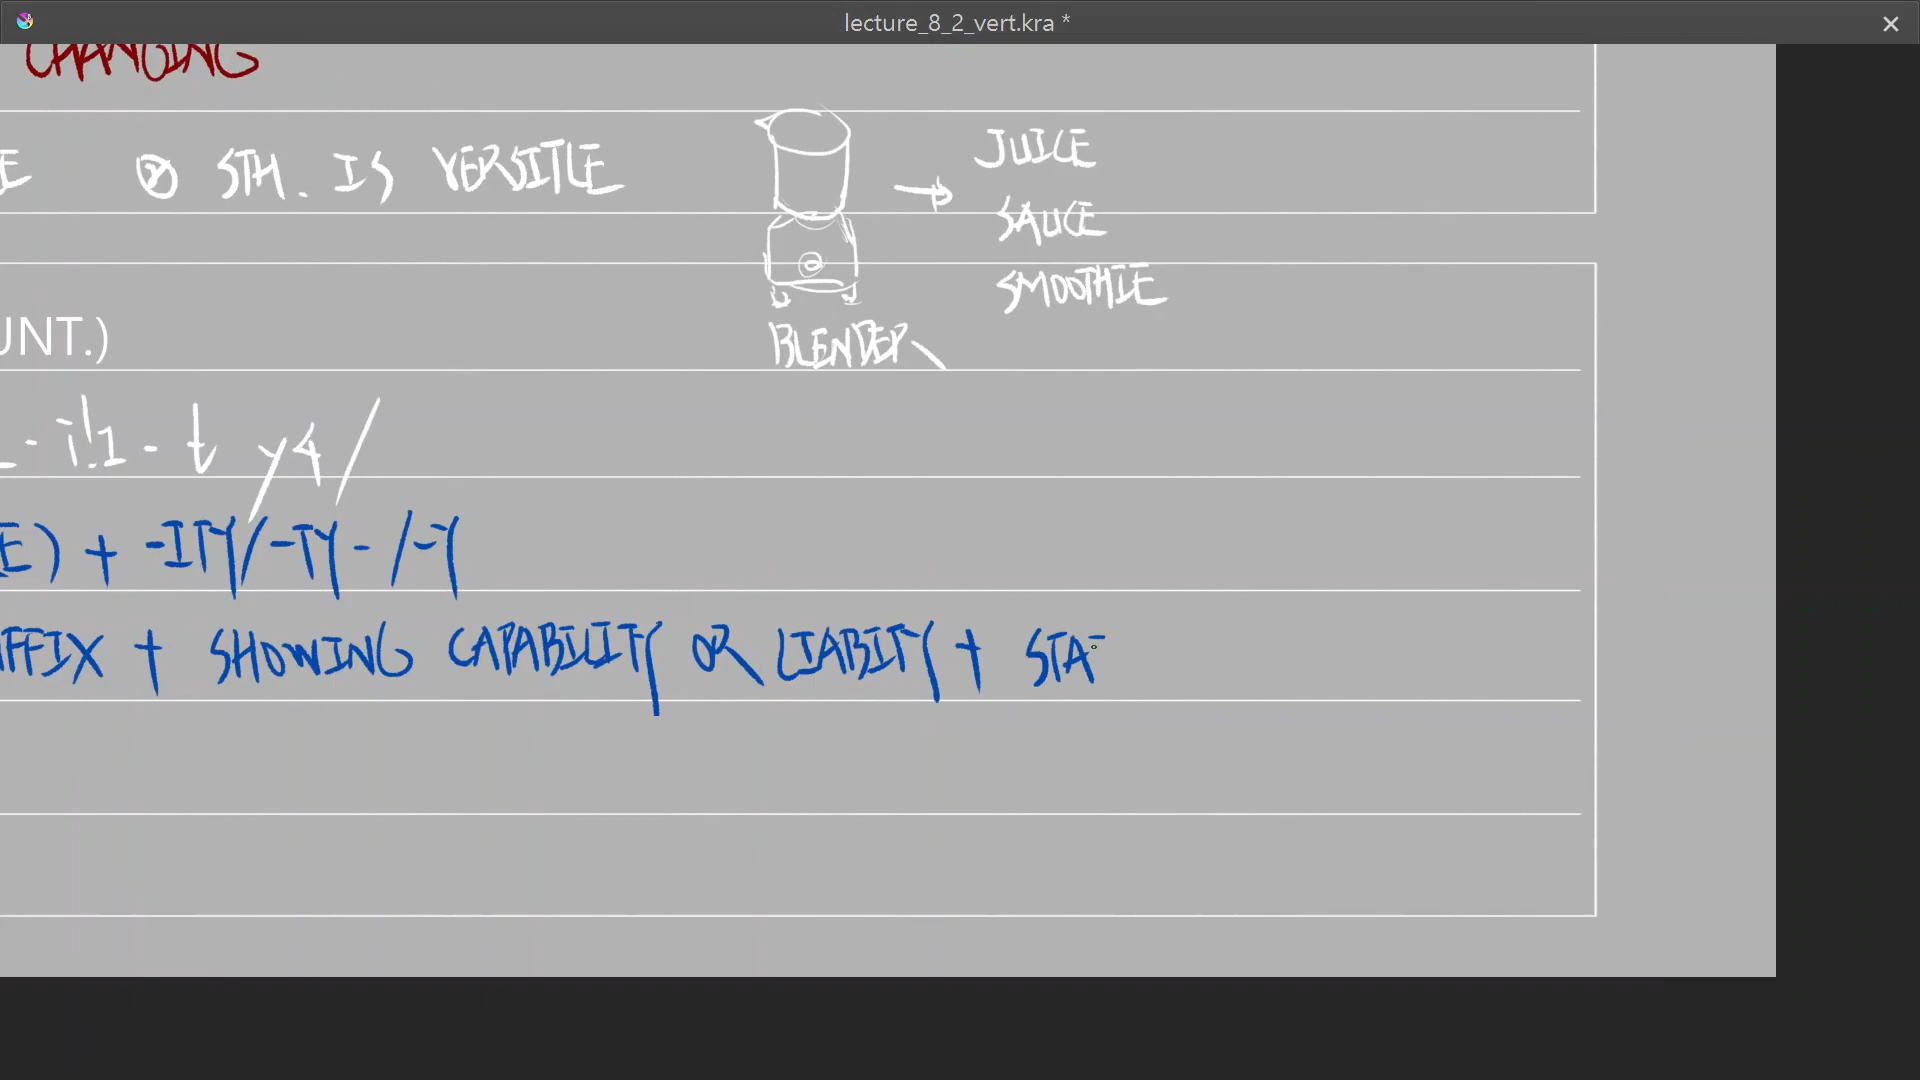 lecture_8_2_vert.kra *
CHANGING
E ② STH. IS VERSITLE
JUICE
SAUCE
SMOOTHIE
BLENDER
UNT.)
E) + -ITY/-TY-/-Y
FFIX + SHOWING CAPABILITY OR LIABITY + STA